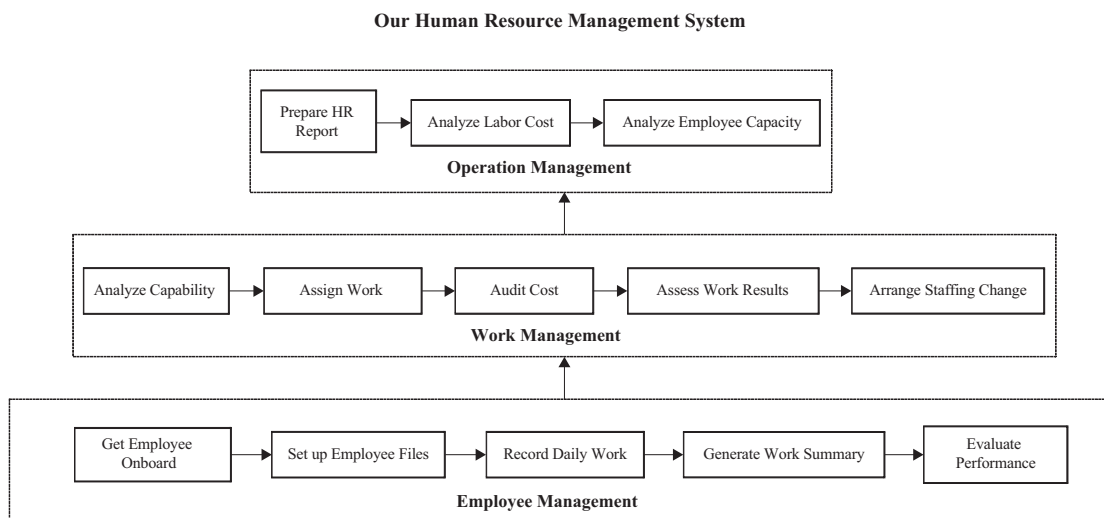 Our Human Resource Management System
Prepare HR
Report
Analyze Labor Cost
Analyze Employee Capacity
Operation Management
Analyze Capability
Assign Work
Audit Cost
Assess Work Results
Arrange Staffing Change
Work Management
Get Employee
Onboard
Set up Employee Files
Record Daily Work
Generate Work Summary
Evaluate
Performance
Employee Management